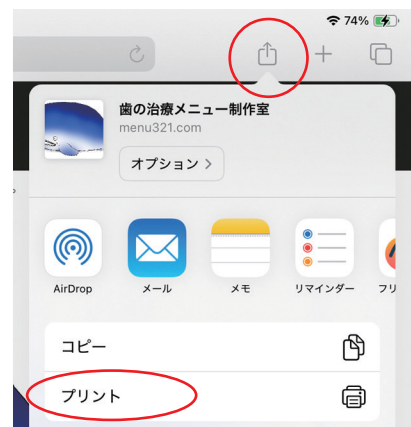 74%
歯の治療メニュー制作室
menu321.com
オプション >
AirDrop メール メモ リマインダー フリ
コピー
プリント